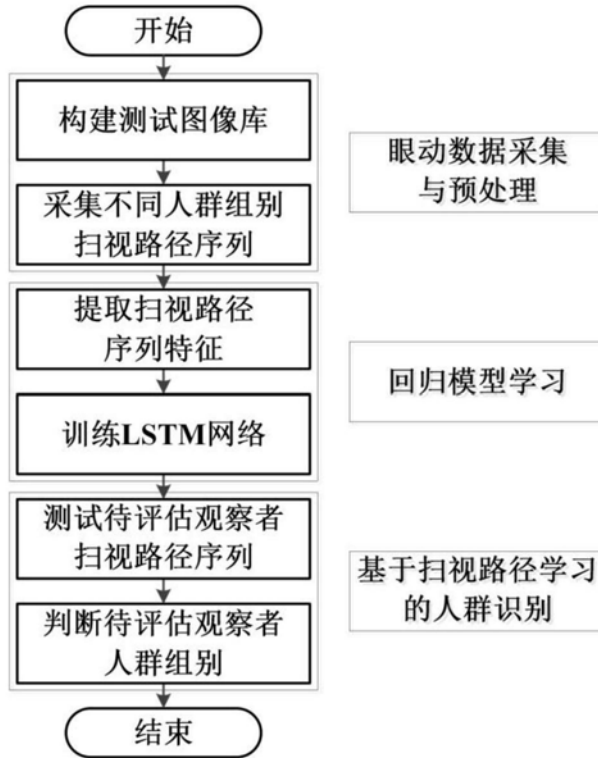 开始
构建测试图像库
采集不同人群组别
扫视路径序列
眼动数据采集
与预处理
提取扫视路径
序列特征
训练LSTM网络
回归模型学习
测试待评估观察者
扫视路径序列
判断待评估观察者
人群组别
基于扫视路径学习
的人群识别
结束